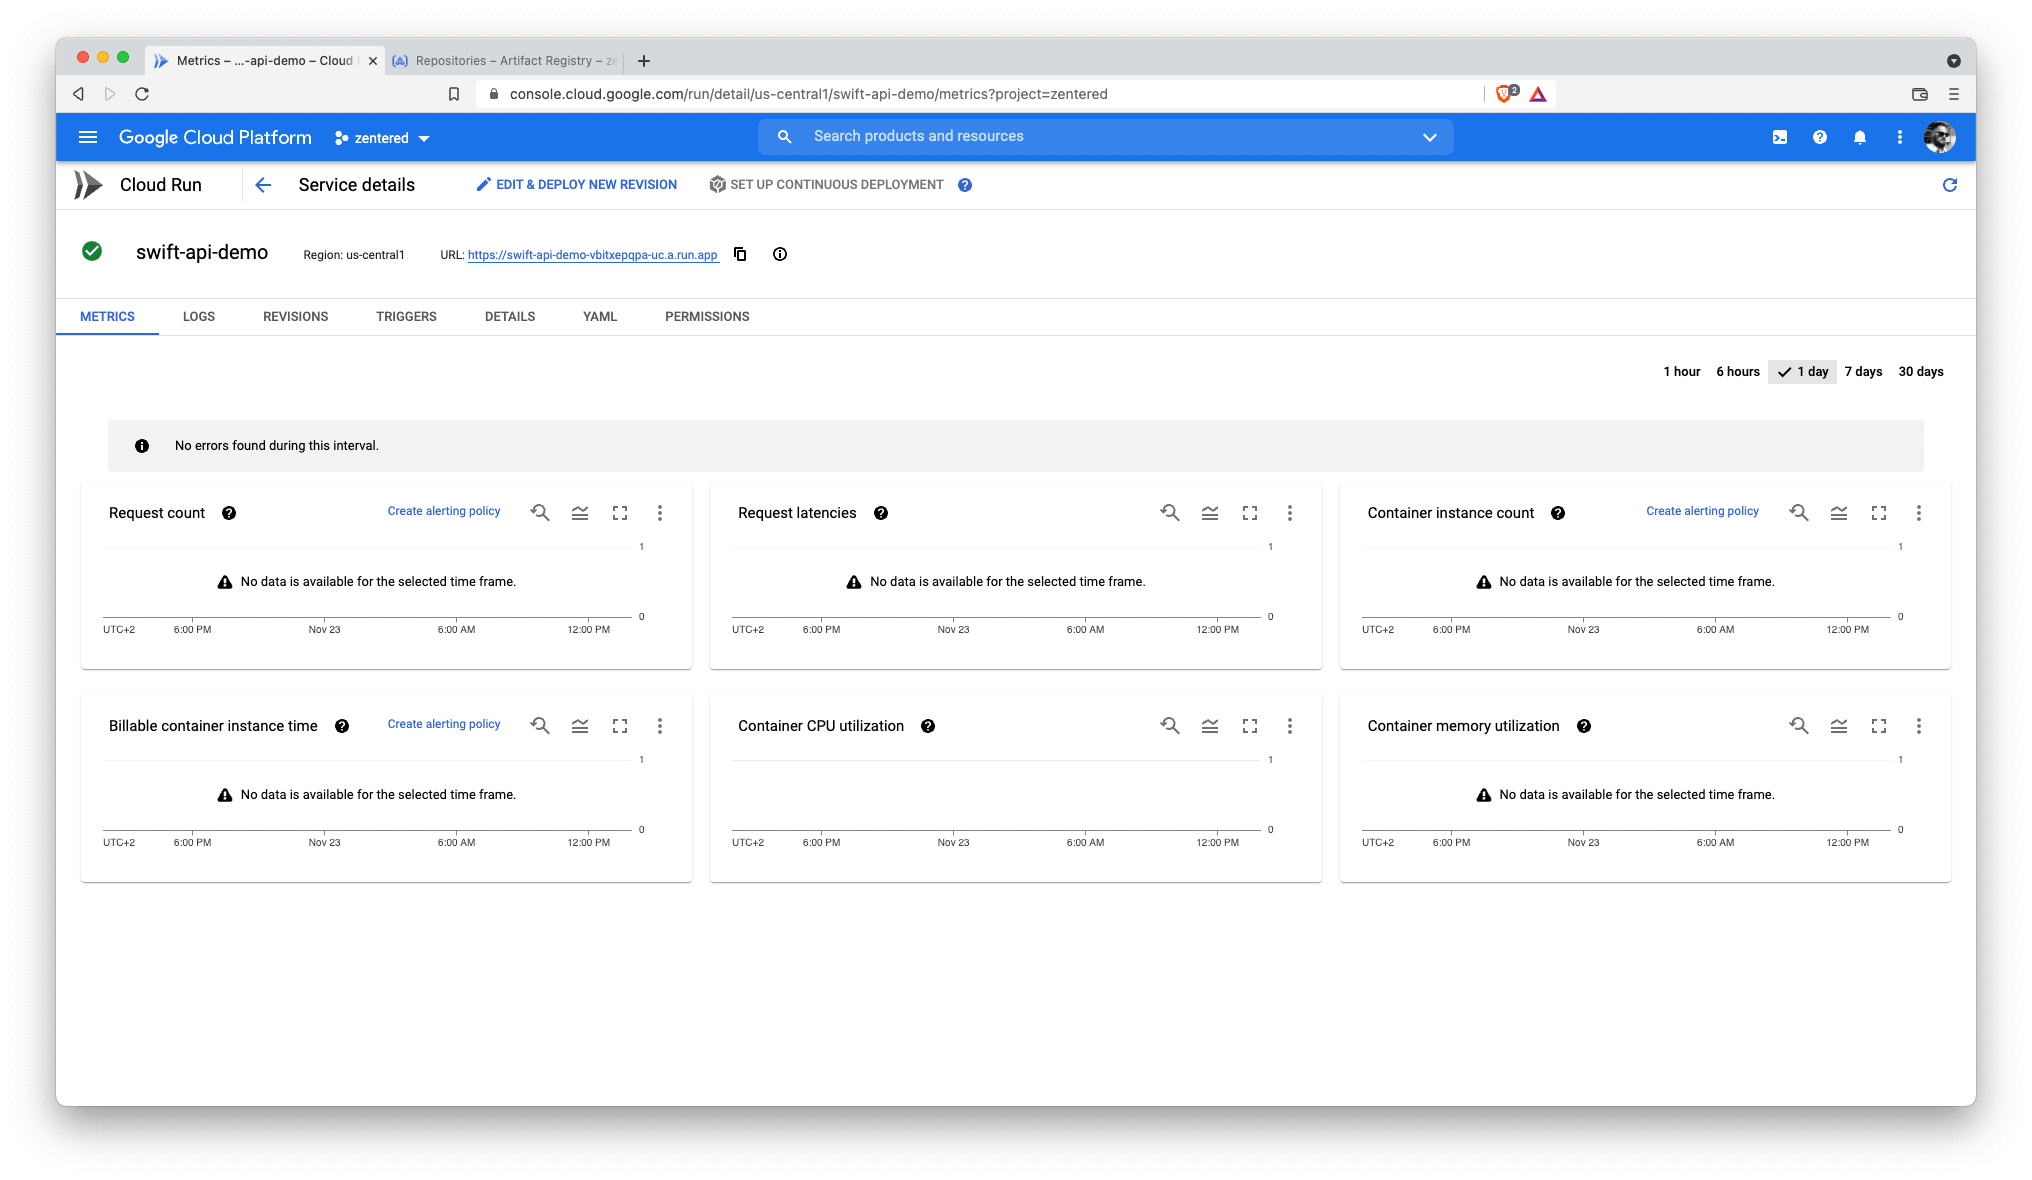 Metrics – ...-api-demo – Cloud
Repositories – Artifact Registry – ze
console.cloud.google.com/run/detail/us-central1/swift-api-demo/metrics?project=zentered
2
Google Cloud Platform
zentered
Search products and resources
Cloud Run
Service details
EDIT & DEPLOY NEW REVISION
SET UP CONTINUOUS DEPLOYMENT
swift-api-demo
Region: us-central1
URL: https://swift-api-demo-vbitxepqpa-uc.a.run.app
METRICS
LOGS
REVISIONS
TRIGGERS
DETAILS
YAML
PERMISSIONS
1 hour
6 hours
1 day
7 days
30 days
No errors found during this interval.
Request count
Create alerting policy
1
No data is available for the selected time frame.
0
UTC+2 6:00 PM Nov 23 6:00 AM 12:00 PM
Request latencies
1
No data is available for the selected time frame.
0
UTC+2 6:00 PM Nov 23 6:00 AM 12:00 PM
Container instance count
Create alerting policy
1
No data is available for the selected time frame.
0
UTC+2 6:00 PM Nov 23 6:00 AM 12:00 PM
Billable container instance time
Create alerting policy
1
No data is available for the selected time frame.
0
UTC+2 6:00 PM Nov 23 6:00 AM 12:00 PM
Container CPU utilization
1
0
UTC+2 6:00 PM Nov 23 6:00 AM 12:00 PM
Container memory utilization
1
No data is available for the selected time frame.
0
UTC+2 6:00 PM Nov 23 6:00 AM 12:00 PM